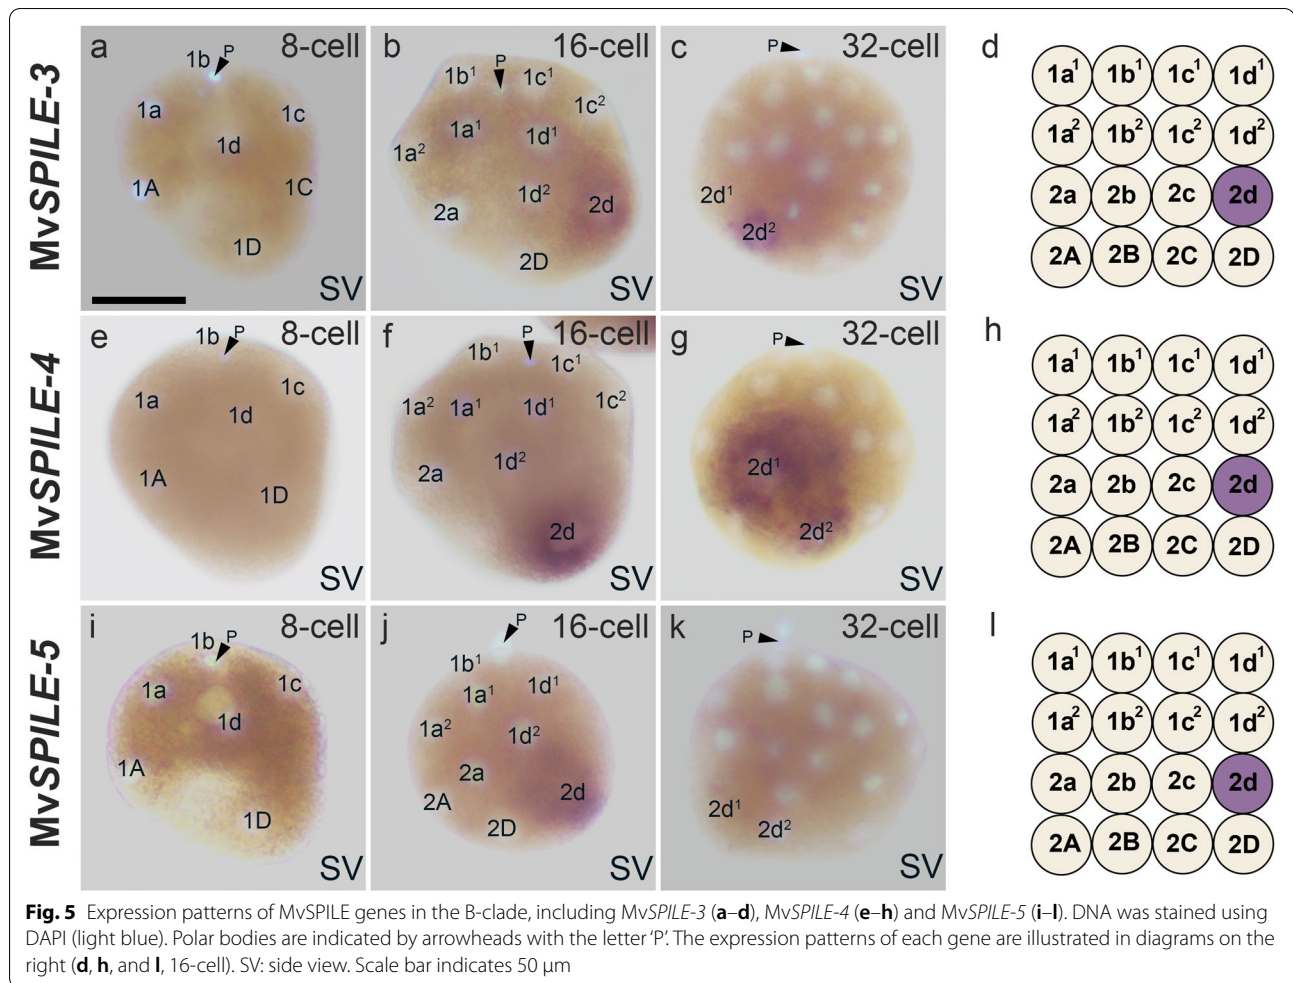 MvSPILE-3
a
8-cell
1b
P
1a
1c
1d
1A
1C
1D
SV
b
16-cell
P
1b¹
1c¹
1c²
1a¹
1d¹
1a²
1d²
2d
2a
2D
SV
c
32-cell
P
2d¹
2d²
SV
d
1a¹ 1b¹ 1c¹ 1d¹
1a² 1b² 1c² 1d²
2a 2b 2c 2d
2A 2B 2C 2D
MvSPILE-4
e
8-cell
1b
P
1c
1a
1d
1A
1D
SV
f
16-cell
P
1b¹
1c¹
1a²
1a¹
1d¹
1c²
1d²
2a
2d
SV
g
32-cell
P
2d¹
2d²
SV
h
1a¹ 1b¹ 1c¹ 1d¹
1a² 1b² 1c² 1d²
2a 2b 2c 2d
2A 2B 2C 2D
MvSPILE-5
i
8-cell
1b
P
1a
1c
1d
1A
1D
SV
j
16-cell
P
1b¹
1a¹
1d¹
1a²
1d²
2a
2A
2d
2D
SV
k
32-cell
P
2d¹
2d²
SV
l
1a¹ 1b¹ 1c¹ 1d¹
1a² 1b² 1c² 1d²
2a 2b 2c 2d
2A 2B 2C 2D
Fig. 5 Expression patterns of MvSPILE genes in the B-clade, including MvSPILE-3 (a–d), MvSPILE-4 (e–h) and MvSPILE-5 (i–l). DNA was stained using
DAPI (light blue). Polar bodies are indicated by arrowheads with the letter ‘P’. The expression patterns of each gene are illustrated in diagrams on the
right (d, h, and l, 16-cell). SV: side view. Scale bar indicates 50 μm